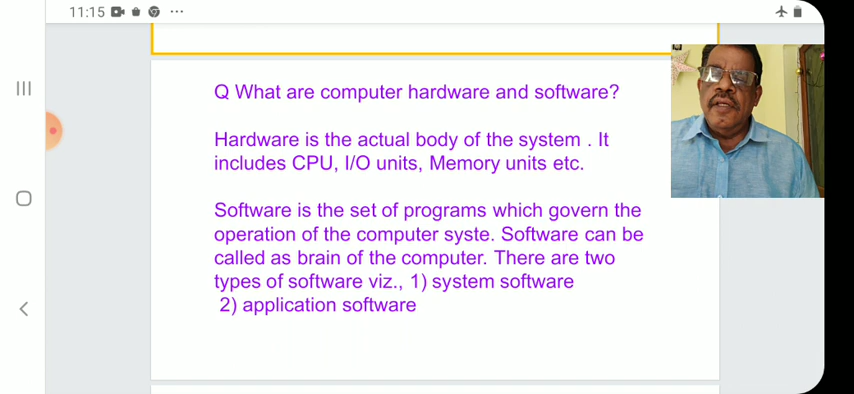 11:15
Q What are computer hardware and software?
Hardware is the actual body of the system . It
includes CPU, I/O units, Memory units etc.
Software is the set of programs which govern the
operation of the computer syste. Software can be
called as brain of the computer. There are two
types of software viz., 1) system software
2) application software